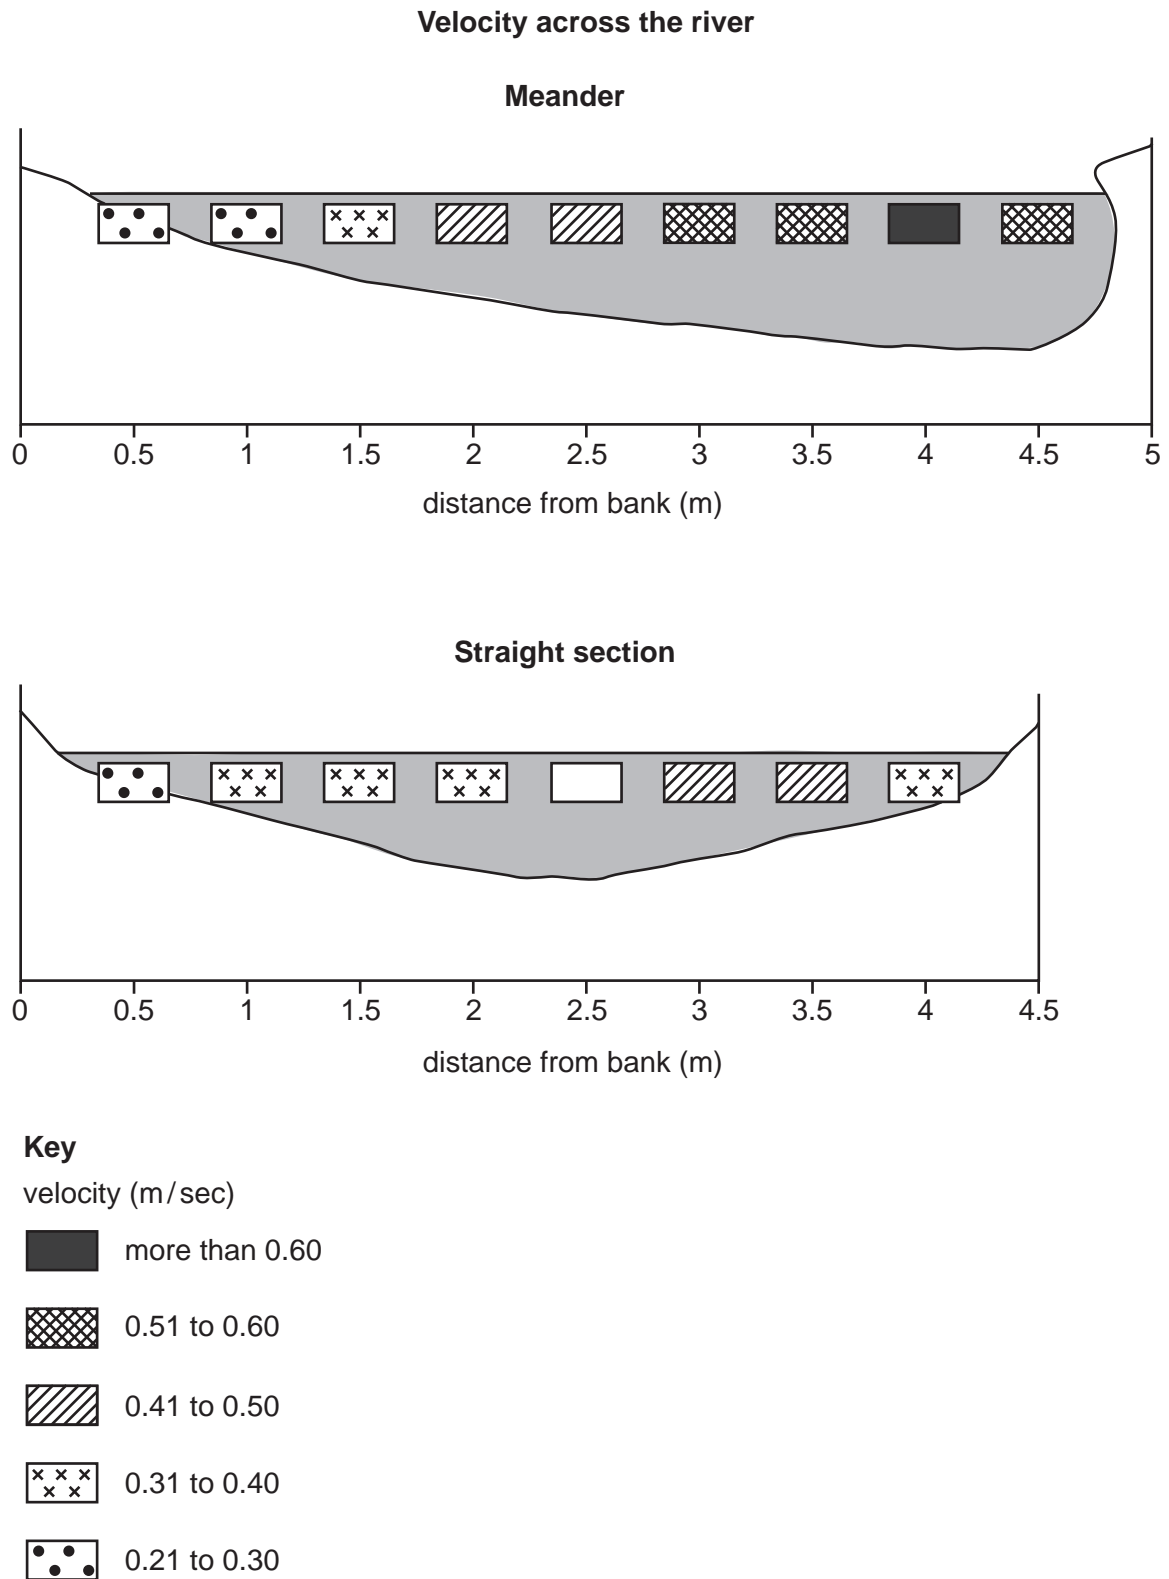 Velocity across the river
Meander
0 0.5 1 1.5 2 2.5 3 3.5 4 4.5 5
distance from bank (m)
Straight section
0 0.5 1 1.5 2 2.5 3 3.5 4 4.5
distance from bank (m)
Key
velocity (m / sec)
more than 0.60
0.51 to 0.60
0.41 to 0.50
0.31 to 0.40
0.21 to 0.30